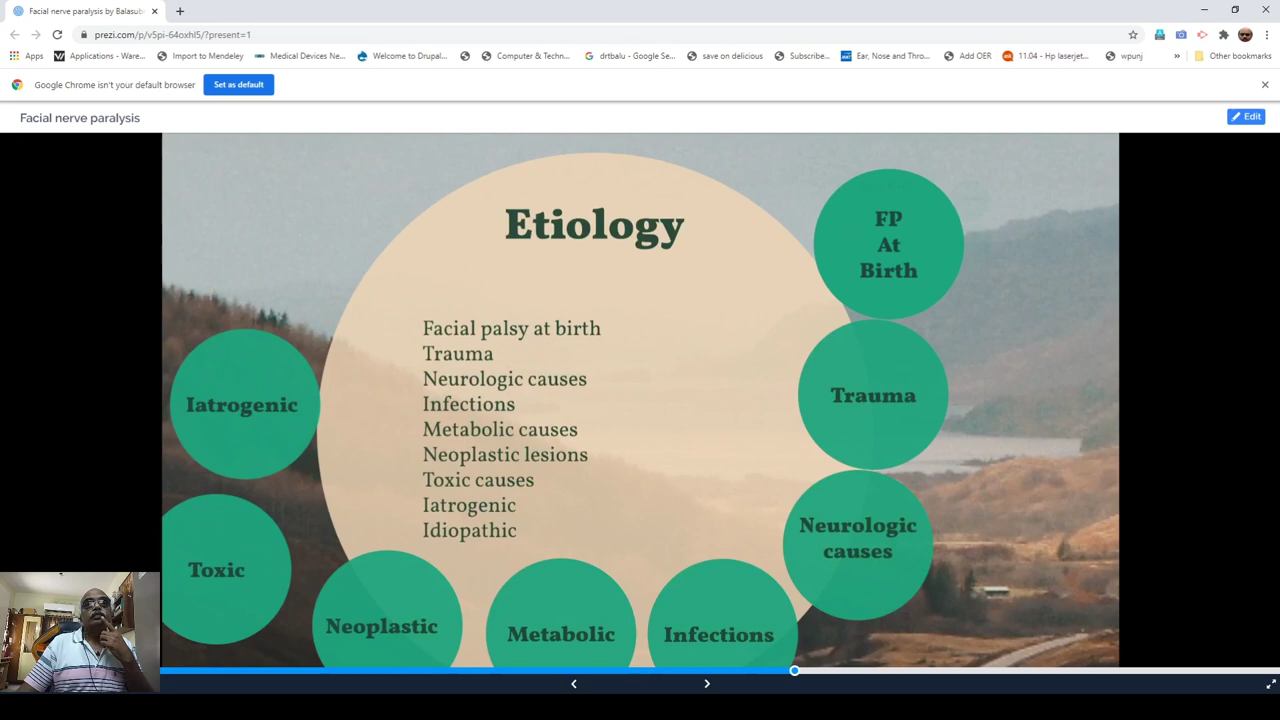 Facial nerve paralysis by Balasub
prezi.com/p/v5pi-64oxhl5/?present=1
Apps
Applications - Ware...
Import to Mendeley
Medical Devices Ne...
Welcome to Drupal...
Computer & Techn...
drtbalu - Google Se...
save on delicious
Subscribe...
Ear, Nose and Thro...
Add OER
11.04 - Hp laserjet...
wpunj
»
Other bookmarks
Google Chrome isn't your default browser
Set as default
Facial nerve paralysis
Edit
Etiology
Facial palsy at birth
Trauma
Neurologic causes
Infections
Metabolic causes
Neoplastic lesions
Toxic causes
Iatrogenic
Idiopathic
FP
At
Birth
Trauma
Neurologic
causes
Infections
Metabolic
Neoplastic
Toxic
Iatrogenic